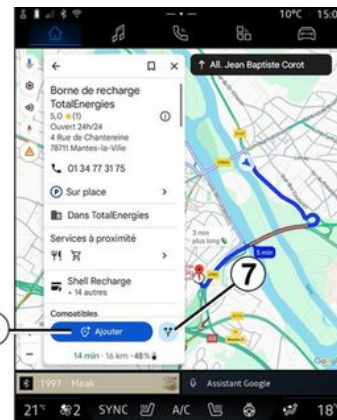 10°C 15:0
Borne de recharge
TotalEnergies
5,0 ★ (1)
Ouvert 24h/24
4 Rue de Chantereine
78711 Mantes-la-Ville
01 34 77 31 75
P Sur place
Dans TotalEnergies
Services à proximité
Shell Recharge
+ 14 autres
Compatibles
Ajouter
14 min · 16 km · 48 %
All. Jean Baptiste Corot
3 min
plus long
5 min
7
Google
1997 · Meak
Assistant Google
21° 2 SYNC A/C 18°